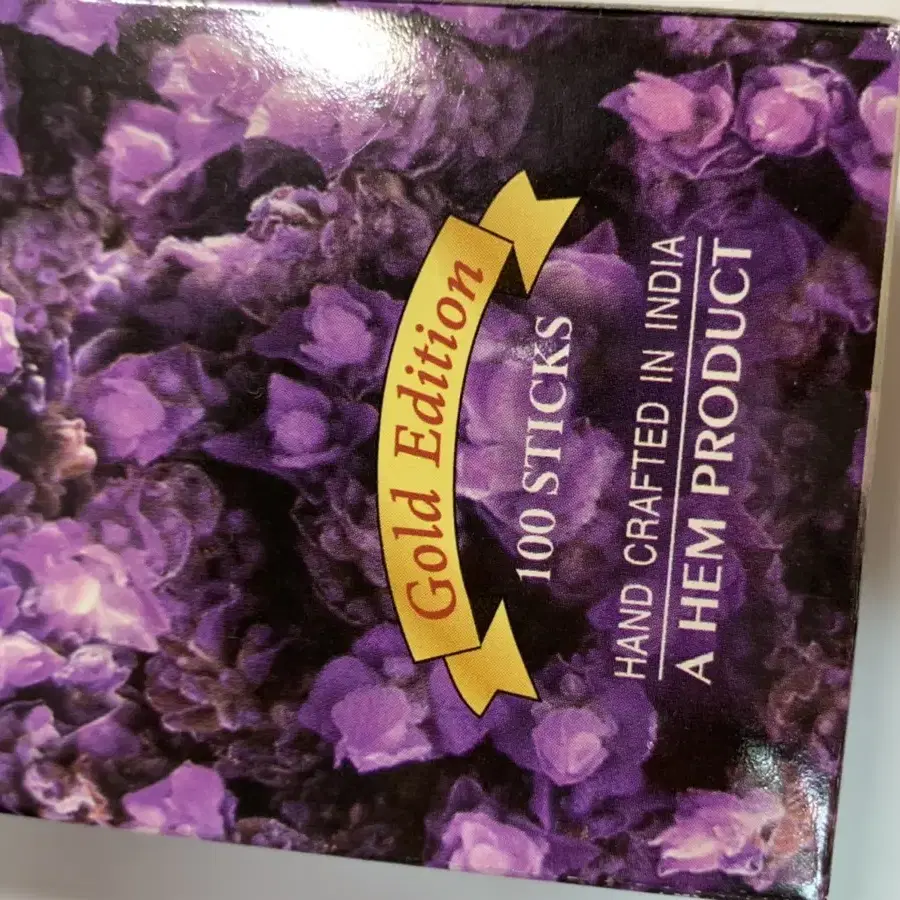 Gold Edition
100 STICKS
HAND CRAFTED IN INDIA
A HEM PRODUCT